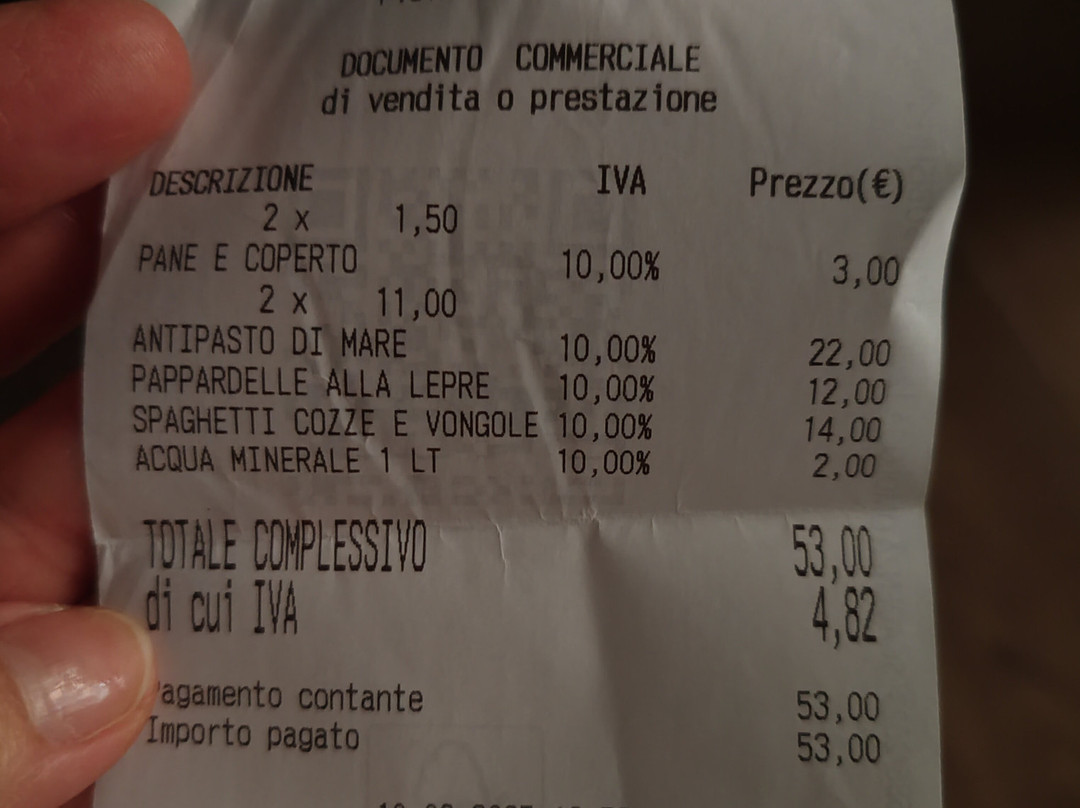 DOCUMENTO COMMERCIALE
di vendita o prestazione
DESCRIZIONE IVA Prezzo(€)
2 x 1,50
PANE E COPERTO 10,00% 3,00
2 x 11,00
ANTIPASTO DI MARE 10,00% 22,00
PAPPARDELLE ALLA LEPRE 10,00% 12,00
SPAGHETTI COZZE E VONGOLE 10,00% 14,00
ACQUA MINERALE 1 LT 10,00% 2,00
TOTALE COMPLESSIVO 53,00
di cui IVA 4,82
agamento contante 53,00
Importo pagato 53,00